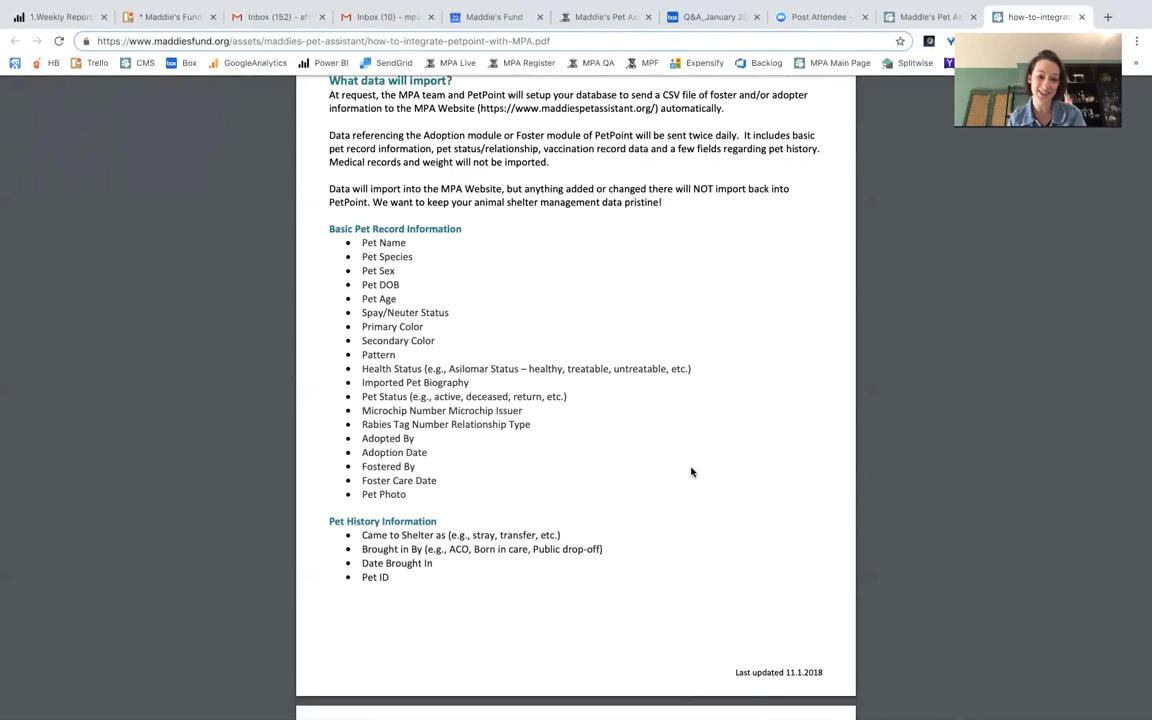 1.Weekly Repor
* Maddie's Fund
Inbox (152) - af
Inbox (10) - mp
Maddie's Fund
Maddie's Pet As
Q&A_January 20
Post Attendee -
Maddie's Pet As
how-to-integrat
https://www.maddiesfund.org/assets/maddies-pet-assistant/how-to-integrate-petpoint-with-MPA.pdf
HB
Trello
CMS
Box
GoogleAnalytics
Power BI
SendGrid
MPA Live
MPA Register
MPA QA
MPF
Expensify
Backlog
MPA Main Page
Splitwise
What data will import?
At request, the MPA team and PetPoint will setup your database to send a CSV file of foster and/or adopter
information to the MPA Website (https://www.maddiespetassistant.org/) automatically.
Data referencing the Adoption module or Foster module of PetPoint will be sent twice daily. It includes basic
pet record information, pet status/relationship, vaccination record data and a few fields regarding pet history.
Medical records and weight will not be imported.
Data will import into the MPA Website, but anything added or changed there will NOT import back into
PetPoint. We want to keep your animal shelter management data pristine!
Basic Pet Record Information
• Pet Name
• Pet Species
• Pet Sex
• Pet DOB
• Pet Age
• Spay/Neuter Status
• Primary Color
• Secondary Color
• Pattern
• Health Status (e.g., Asilomar Status – healthy, treatable, untreatable, etc.)
• Imported Pet Biography
• Pet Status (e.g., active, deceased, return, etc.)
• Microchip Number Microchip Issuer
• Rabies Tag Number Relationship Type
• Adopted By
• Adoption Date
• Fostered By
• Foster Care Date
• Pet Photo
Pet History Information
• Came to Shelter as (e.g., stray, transfer, etc.)
• Brought in By (e.g., ACO, Born in care, Public drop-off)
• Date Brought In
• Pet ID
Last updated 11.1.2018